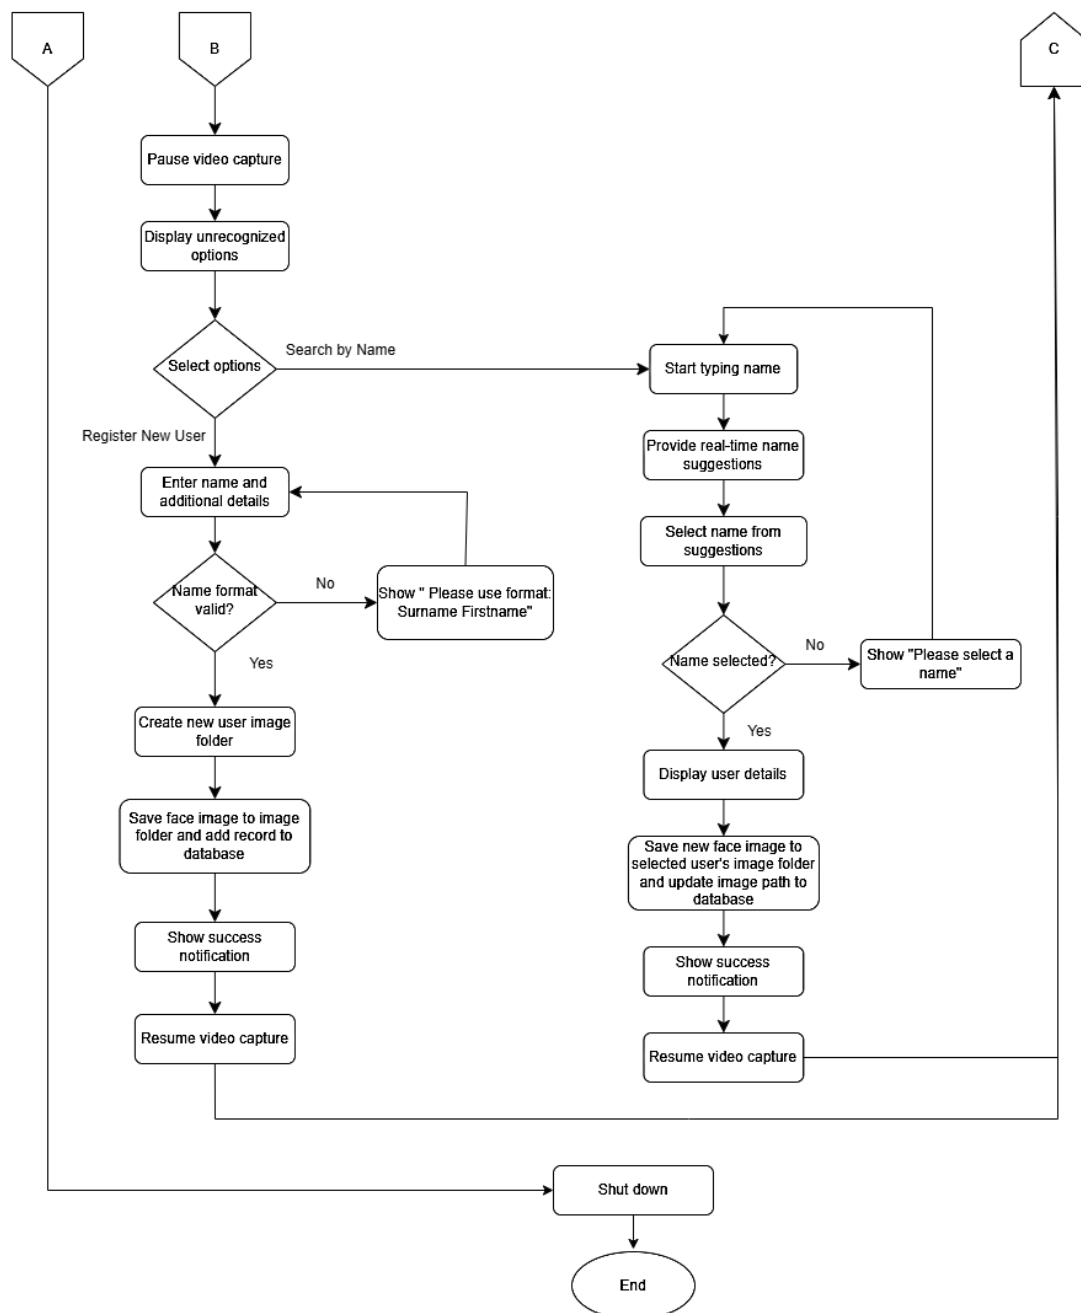 A
B
C
Pause video capture
Display unrecognized
options
Select options
Search by Name
Register New User
Enter name and
additional details
Name format
valid?
No
Show " Please use format:
Surname Firstname"
Yes
Create new user image
folder
Save face image to image
folder and add record to
database
Show success
notification
Resume video capture
Start typing name
Provide real-time name
suggestions
Select name from
suggestions
Name selected?
No
Show "Please select a
name"
Yes
Display user details
Save new face image to
selected user's image folder
and update image path to
database
Show success
notification
Resume video capture
Shut down
End